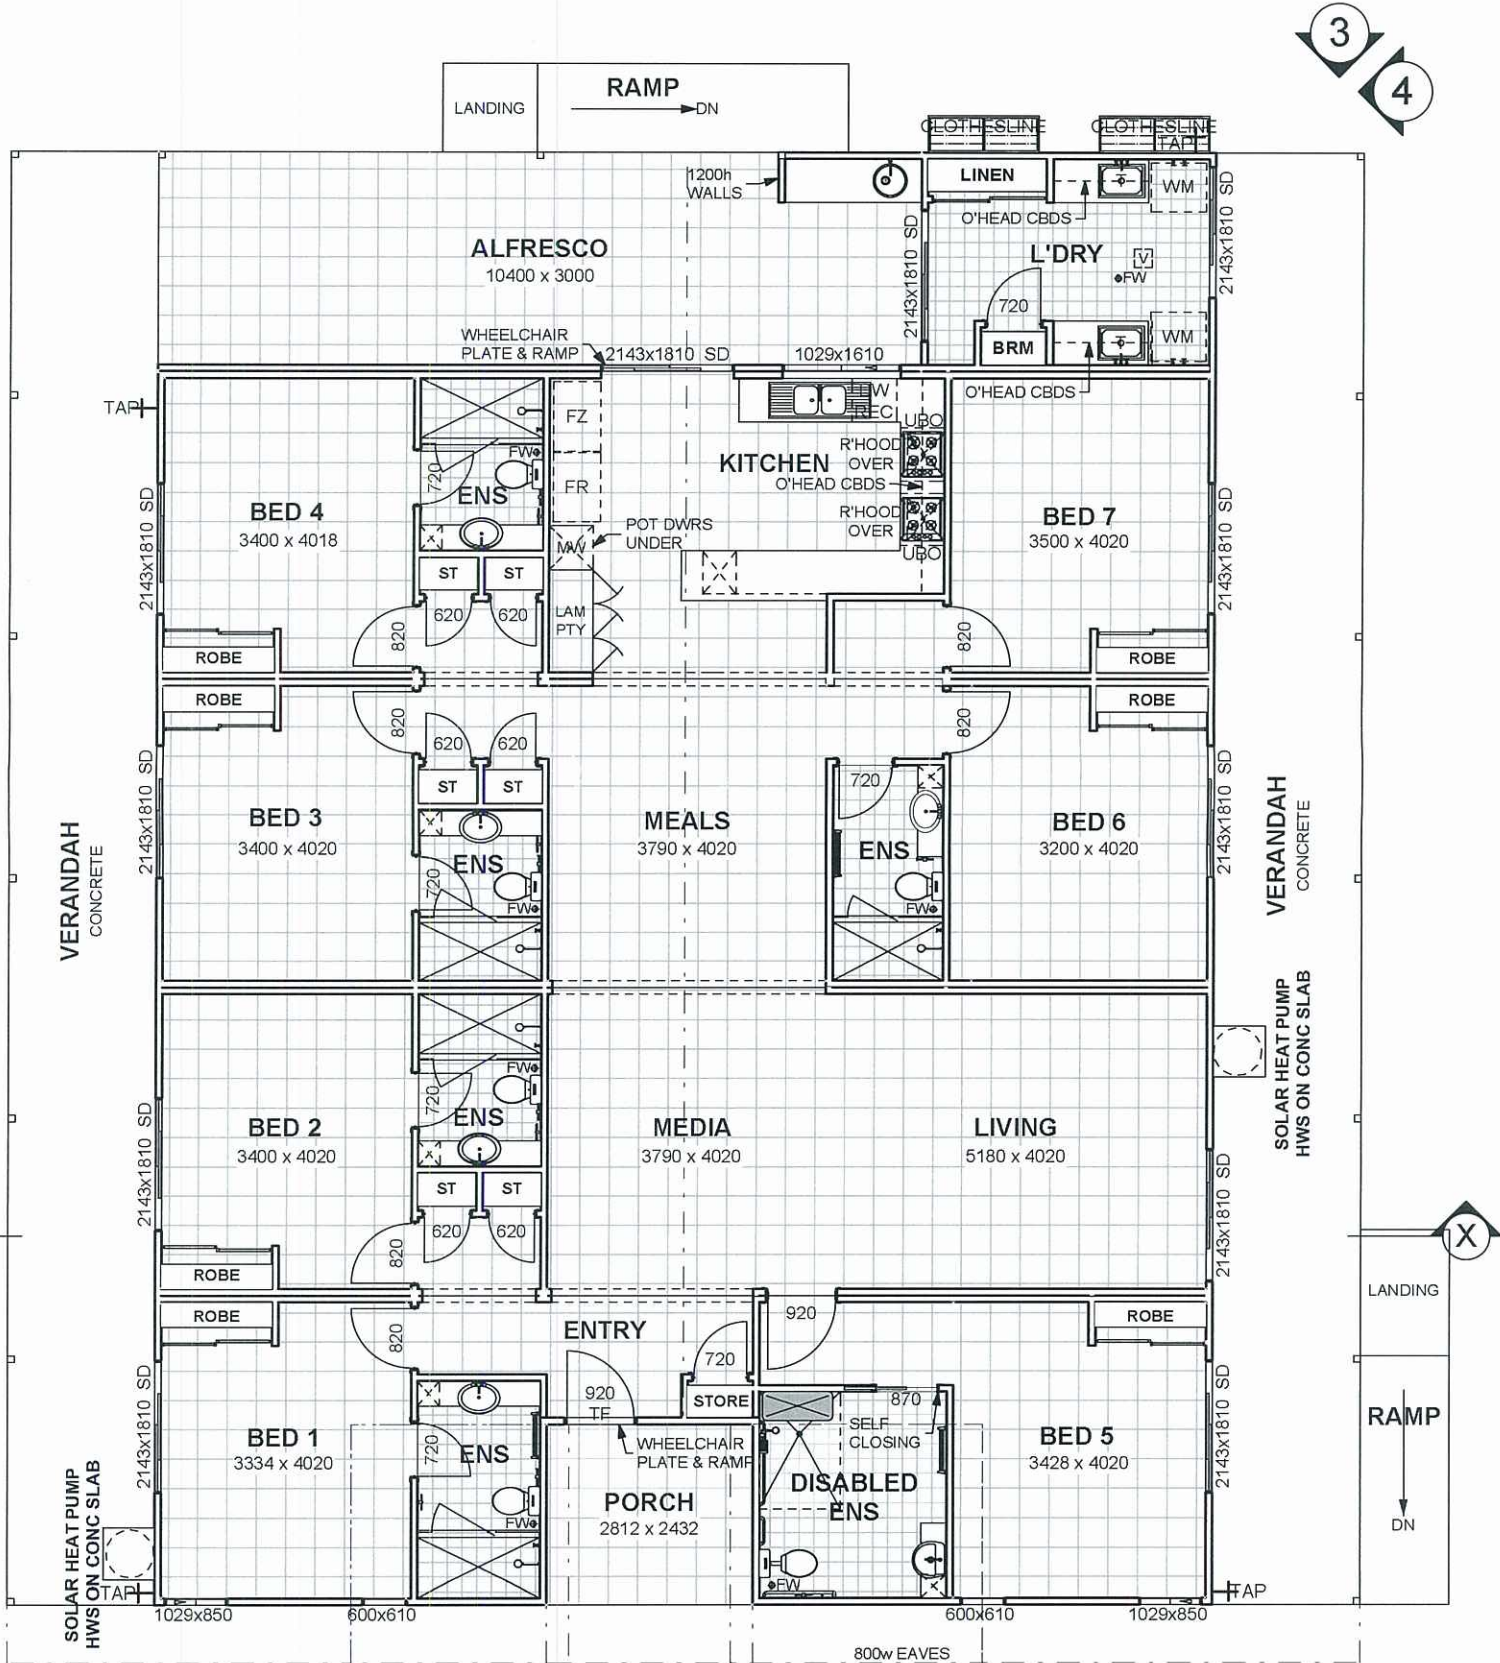 3
4
RAMP
LANDING
DN
CLOTHESLINE
CLOTHESLINE
TAP
1200h
WALLS
LINEN
WM
O'HEAD CBDS
2143x1810 SD
2143x1810 SD
ALFRESCO
10400 x 3000
L'DRY
V
FW
720
WHEELCHAIR
PLATE & RAMP
2143x1810 SD
1029x1610
BRM
WM
O'HEAD CBDS
TAP
FZ
UBO
R'HOOD
OVER
KITCHEN
O'HEAD CBDS
FW
720
ENS
FR
R'HOOD
OVER
UBO
BED 4
3400 x 4018
2143x1810 SD
POT DWRS
UNDER
MW
BED 7
3500 x 4020
2143x1810 SD
ST
ST
620
620
LAM
PTY
820
820
ROBE
ROBE
ROBE
ROBE
820
820
620
620
ST
ST
720
2143x1810 SD
BED 3
3400 x 4020
MEALS
3790 x 4020
BED 6
3200 x 4020
2143x1810 SD
ENS
720
FW
ENS
FW
VERANDAH
CONCRETE
VERANDAH
CONCRETE
SOLAR HEAT PUMP
HWS ON CONC SLAB
FW
720
ENS
BED 2
3400 x 4020
MEDIA
3790 x 4020
LIVING
5180 x 4020
2143x1810 SD
2143x1810 SD
ST
ST
620
620
820
X
ROBE
ROBE
LANDING
820
ENTRY
920
ROBE
720
STORE
920
TF
870
SELF
CLOSING
2143x1810 SD
2143x1810 SD
BED 1
3334 x 4020
720
ENS
FW
WHEELCHAIR
PLATE & RAMP
PORCH
2812 x 2432
DISABLED
ENS
FW
BED 5
3428 x 4020
RAMP
DN
SOLAR HEAT PUMP
HWS ON CONC SLAB
TAP
TAP
1029x850
600x610
600x610
1029x850
800w EAVES